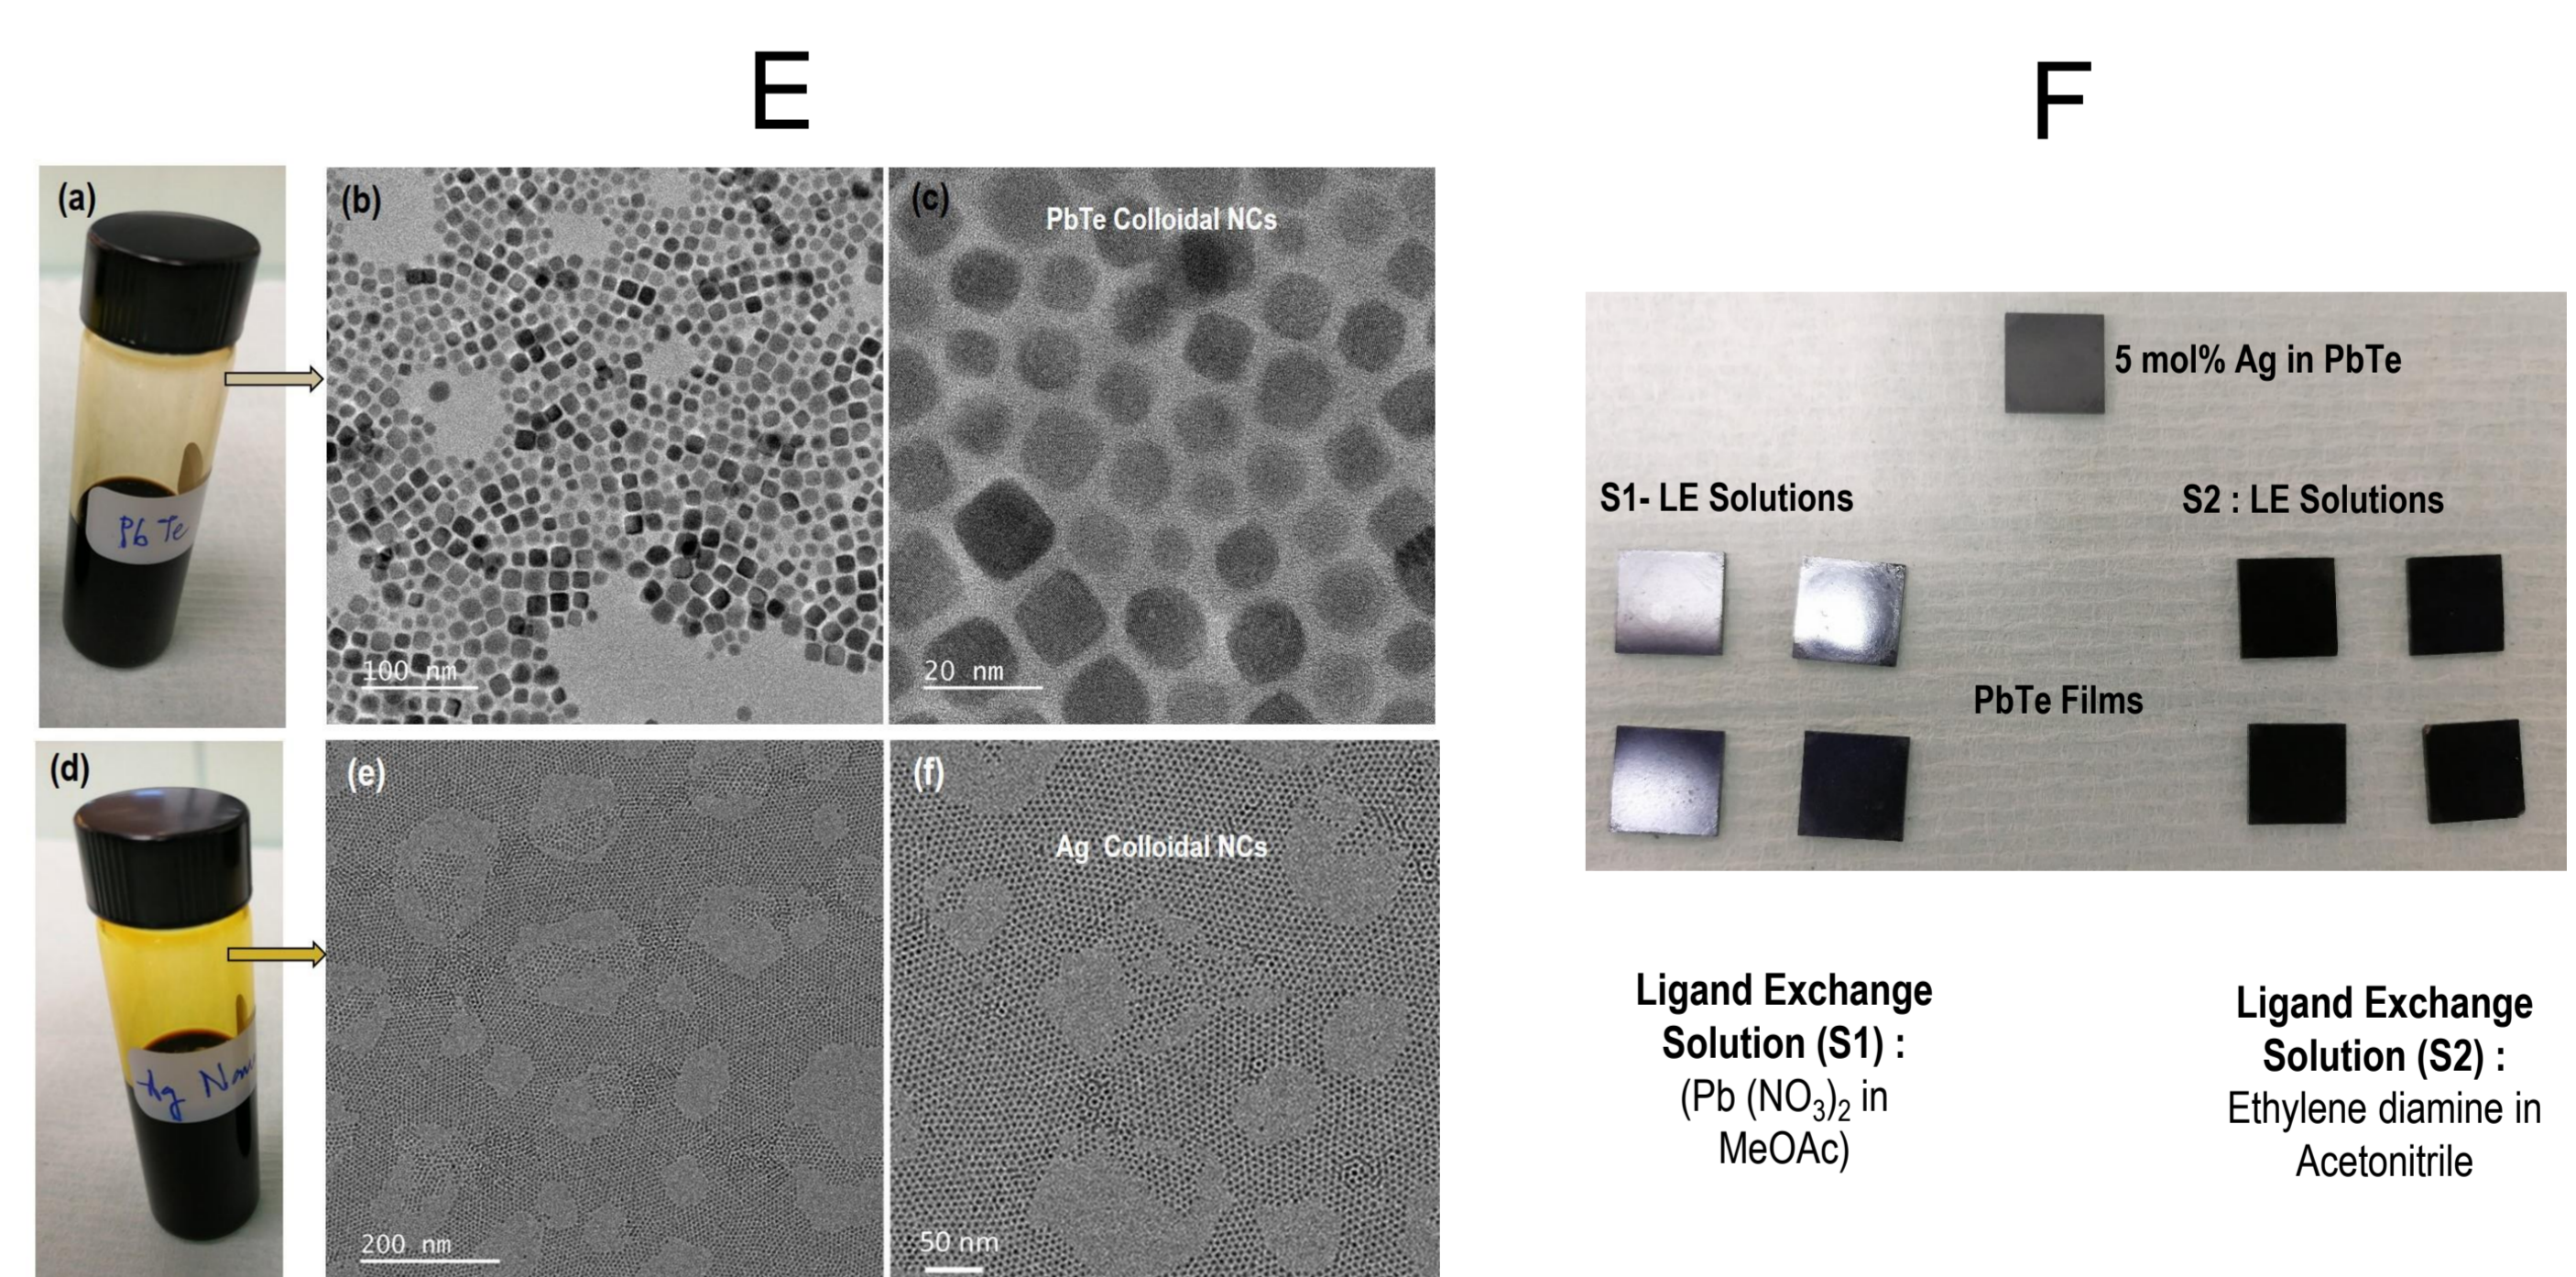 E
F
(a)
Pb Te
(b)
100 nm
(c)
PbTe Colloidal NCs
20 nm
(d)
Ag
(e)
200 nm
(f)
Ag Colloidal NCs
50 nm
5 mol% Ag in PbTe
S1- LE Solutions
S2 : LE Solutions
PbTe Films
Ligand Exchange
Solution (S1) :
(Pb (NO₃)₂ in
MeOAc)
Ligand Exchange
Solution (S2) :
Ethylene diamine in
Acetonitrile